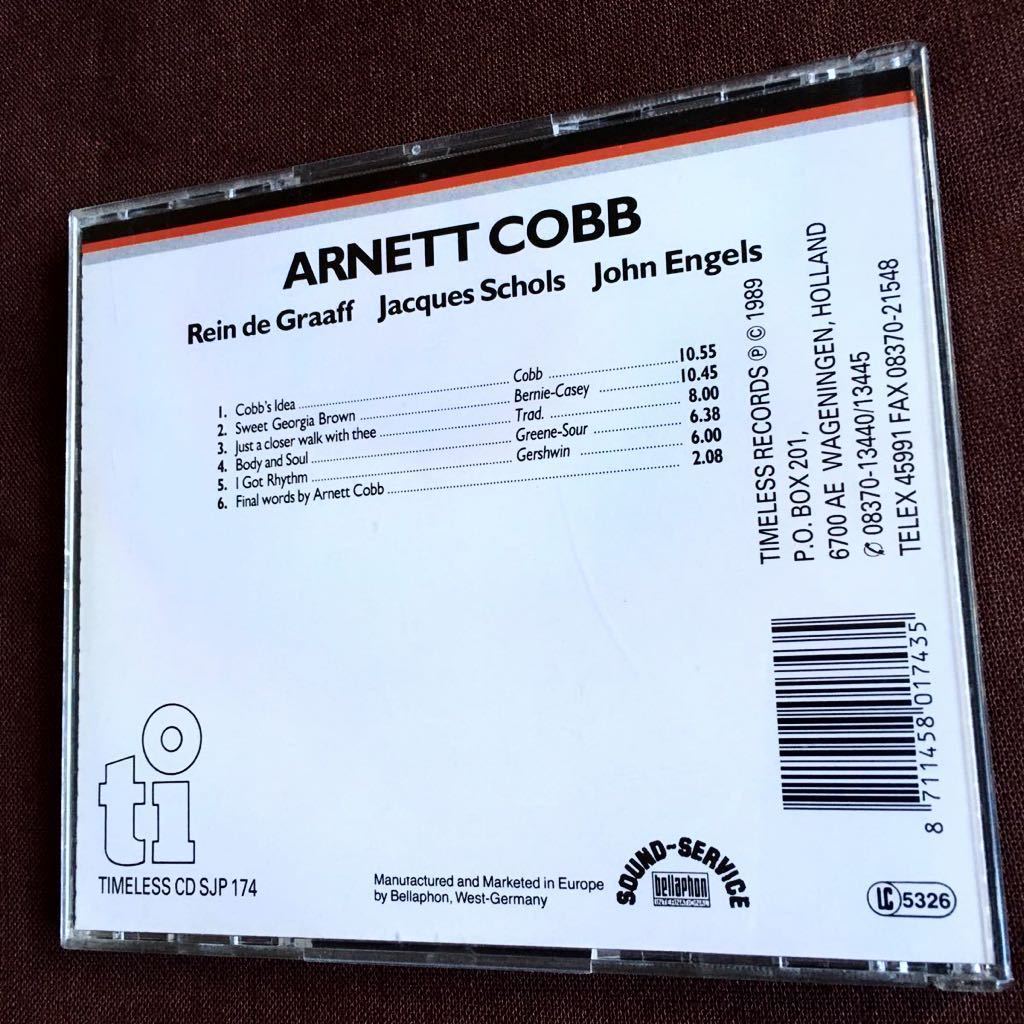 ARNETT COBB
Rein de Graaff Jacques Schols John Engels
1. Cobb's Idea Cobb 10.55
2. Sweet Georgia Brown Bernie-Casey 10.45
3. Just a closer walk with thee Trad. 8.00
4. Body and Soul Greene-Sour 6.38
5. I Got Rhythm Gershwin 6.00
6. Final words by Arnett Cobb 2.08
TIMELESS RECORDS ℗ © 1989
P.O. BOX 201,
6700 AE WAGENINGEN, HOLLAND
✆ 08370-13440/13445
TELEX 45991 FAX 08370-21548
8 711458 017435
ti
TIMELESS CD SJP 174
Manufactured and Marketed in Europe
by Bellaphon, West-Germany
SOUND-SERVICE
bellaphon
INTERNATIONAL
LC 5326